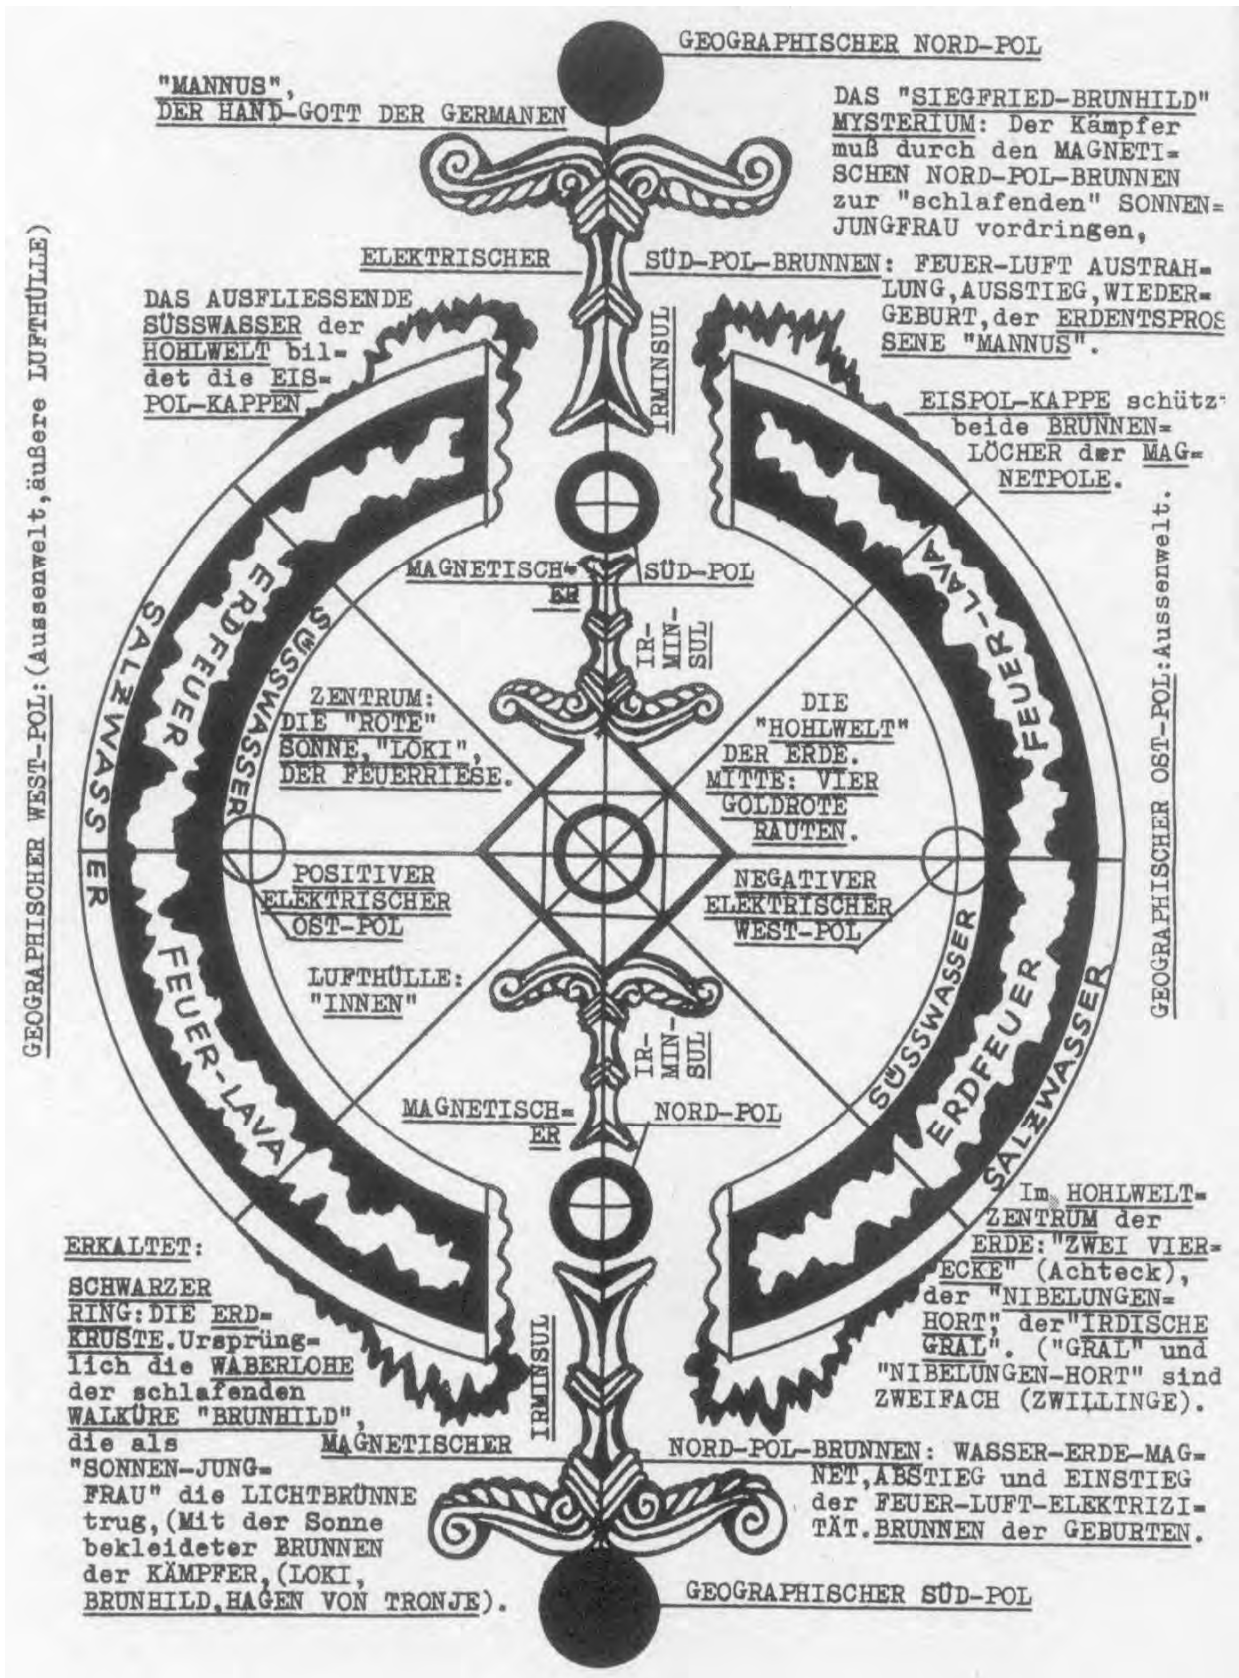 GEOGRAPHISCHER NORD-POL
"MANNUS",
DER HAND-GOTT DER GERMANEN
DAS "SIEGFRIED-BRUNHILD"
MYSTERIUM: Der Kämpfer
muß durch den MAGNETI=
SCHEN NORD-POL-BRUNNEN
zur "schlafenden" SONNEN=
JUNGFRAU vordringen,
ELEKTRISCHER SÜD-POL-BRUNNEN: FEUER-LUFT AUSTRAH=
LUNG,AUSSTIEG,WIEDER=
GEBURT,der ERDENTSPROS
SENE "MANNUS".
DAS AUSFLIESSENDE
SÜSSWASSER der
HOHLWELT bil=
det die EIS=
POL-KAPPEN
IRMINSUL
EISPOL-KAPPE schütz
beide BRUNNEN=
LÖCHER der MAG=
NETPOLE.
GEOGRAPHISCHER WEST-POL:(Aussenwelt,äußere LUFTHÜLLE)
GEOGRAPHISCHER OST-POL:Aussenwelt.
MAGNETISCH= SÜD-POL
ER
IR-
MIN-
SUL
SALZWASSER
ERDFEUER
SÜSSWASSER
FEUER-LAVA
ZENTRUM:
DIE "ROTE"
SONNE,"LOKI",
DER FEUERRIESE.
DIE
"HOHLWELT"
DER ERDE.
MITTE: VIER
GOLDROTE
RAUTEN.
POSITIVER
ELEKTRISCHER
OST-POL
NEGATIVER
ELEKTRISCHER
WEST-POL
LUFTHÜLLE:
"INNEN"
FEUER-LAVA
SÜSSWASSER
ERDFEUER
SALZWASSER
IR-
MIN-
SUL
MAGNETISCH= NORD-POL
ER
Im HOHLWELT=
ZENTRUM der
ERDE:"ZWEI VIER=
ECKE" (Achteck),
der "NIBELUNGEN=
HORT", der"IRDISCHE
GRAL". ("GRAL" und
"NIBELUNGEN-HORT" sind
ZWEIFACH (ZWILLINGE).
ERKALTET:
SCHWARZER
RING:DIE ERD=
KRUSTE.Ursprüng=
lich die WABERLOHE
der schlafenden
WALKÜRE "BRUNHILD",
die als
"SONNEN-JUNG=
FRAU" die LICHTBRÜNNE
trug,(Mit der Sonne
bekleideter BRUNNEN
der KÄMPFER,(LOKI,
BRUNHILD,HAGEN VON TRONJE).
IRMINSUL
MAGNETISCHER NORD-POL-BRUNNEN: WASSER-ERDE-MAG=
NET,ABSTIEG und EINSTIEG
der FEUER-LUFT-ELEKTRIZI=
TÄT.BRUNNEN der GEBURTEN.
GEOGRAPHISCHER SÜD-POL